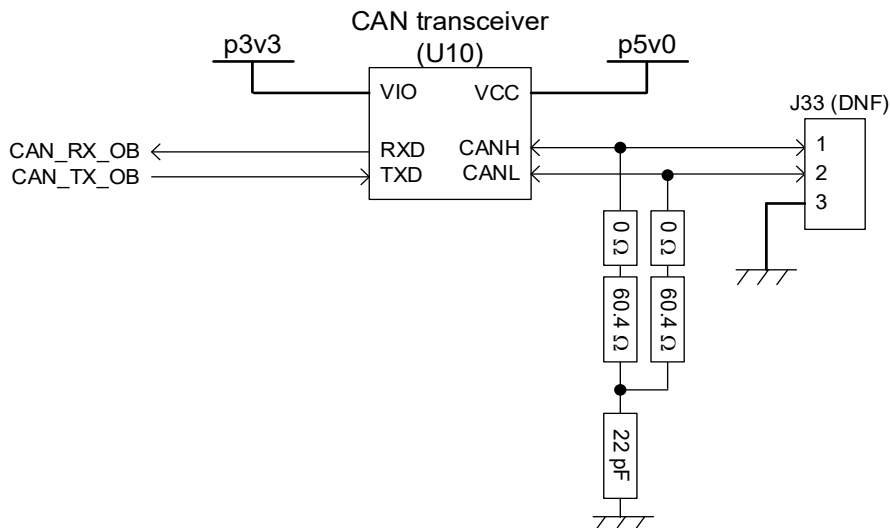 CAN transceiver
(U10)
p3v3
p5v0
VIO
VCC
J33 (DNF)
CAN_RX_OB
RXD
CANH
1
CAN_TX_OB
TXD
CANL
2
3
0 Ω
0 Ω
60.4 Ω
60.4 Ω
22 pF